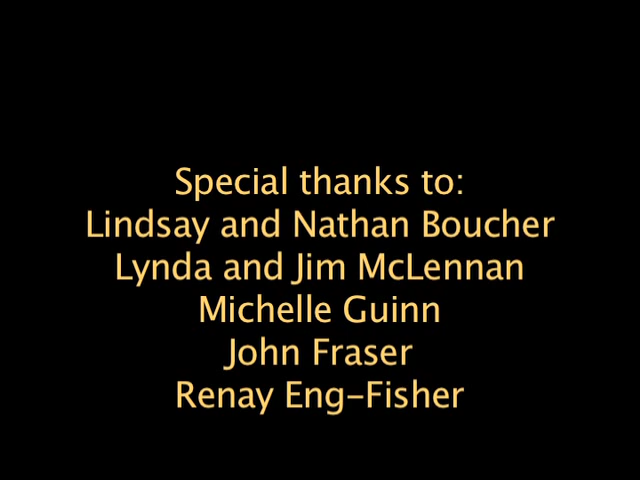 Special thanks to:
Lindsay and Nathan Boucher
Lynda and Jim McLennan
Michelle Guinn
John Fraser
Renay Eng-Fisher